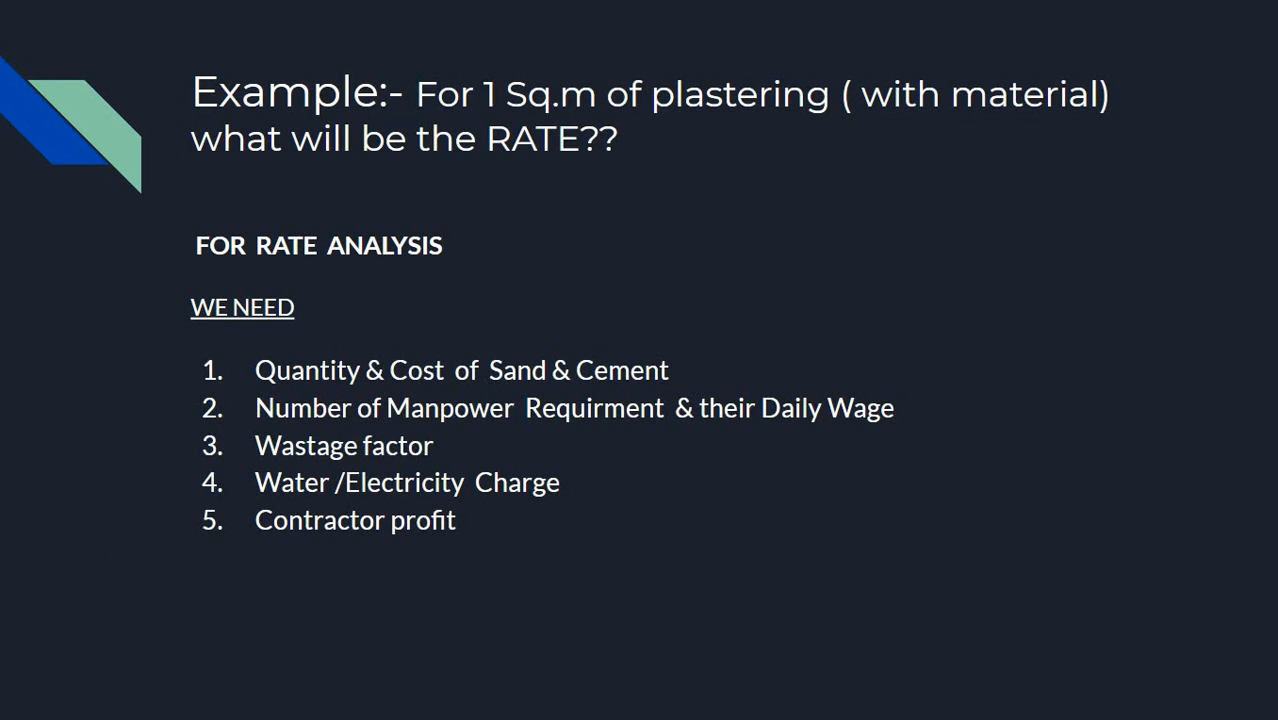 Example:- For 1 Sq.m of plastering ( with material)
what will be the RATE??
FOR RATE ANALYSIS
WE NEED
1. Quantity & Cost of Sand & Cement
2. Number of Manpower Requirment & their Daily Wage
3. Wastage factor
4. Water /Electricity Charge
5. Contractor profit